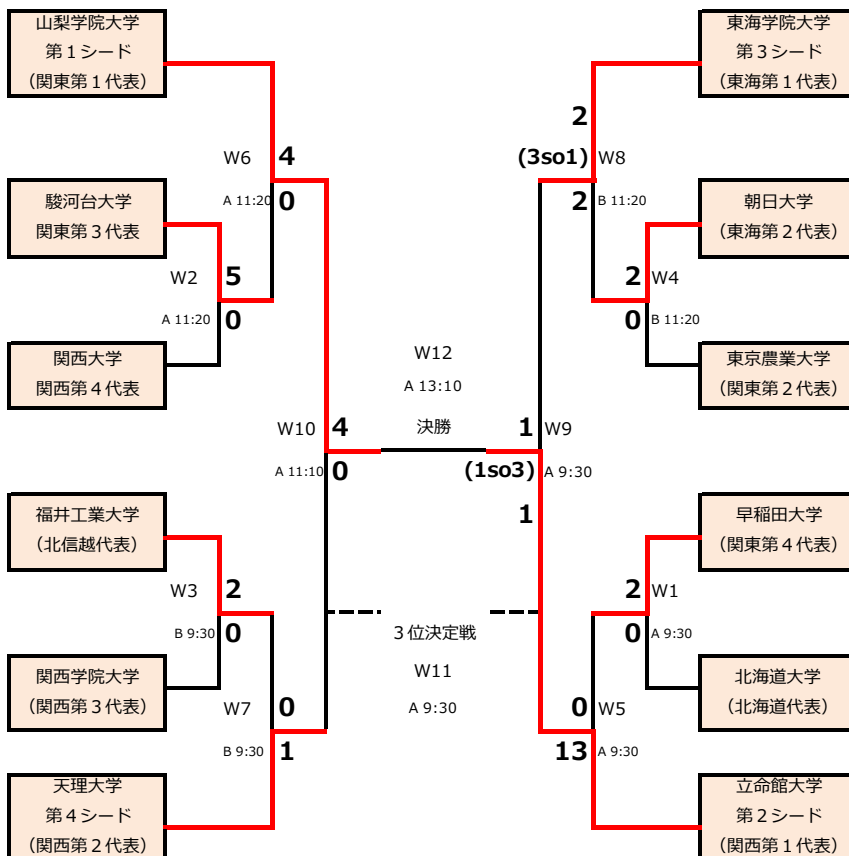 山梨学院大学
第１シード
（関東第１代表）
W6
4
A 11:20
0
駿河台大学
関東第３代表
W2
5
A 11:20
0
関西大学
関西第４代表
W10
4
A 11:10
0
福井工業大学
（北信越代表）
W3
2
B 9:30
0
関西学院大学
（関西第３代表）
W7
0
B 9:30
1
天理大学
第４シード
（関西第２代表）
W12
A 13:10
決勝
３位決定戦
W11
A 9:30
東海学院大学
第３シード
（東海第１代表）
2
(3so1)
W8
2
B 11:20
朝日大学
（東海第２代表）
2
W4
0
B 11:20
東京農業大学
（関東第２代表）
1
W9
(1so3)
A 9:30
1
早稲田大学
（関東第４代表）
2
W1
0
A 9:30
北海道大学
（北海道代表）
0
W5
13
A 9:30
立命館大学
第２シード
（関西第１代表）